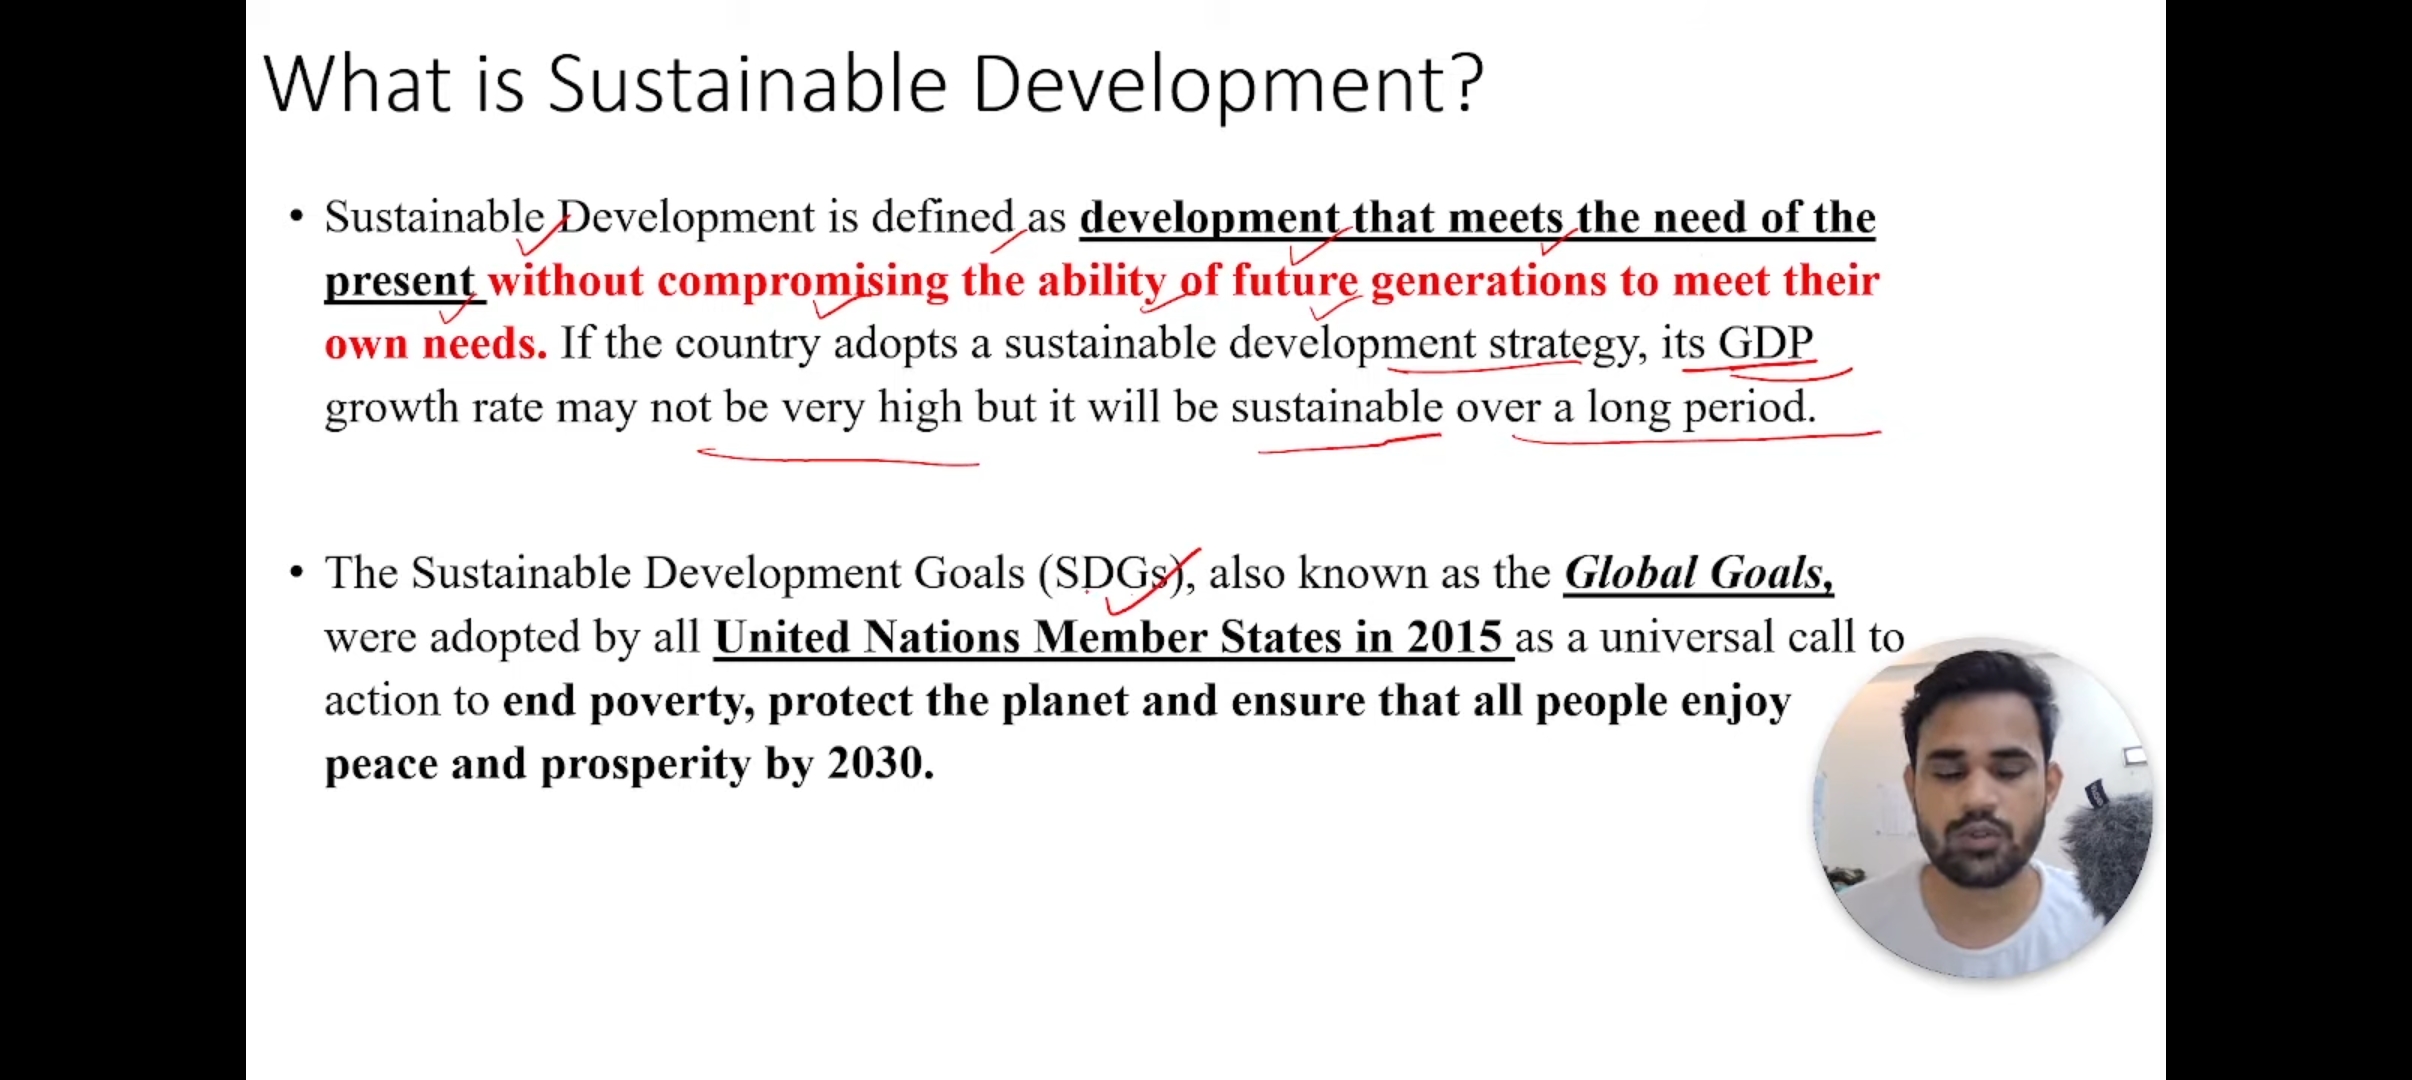 What is Sustainable Development?
• Sustainable Development is defined as development that meets the need of the
present without compromising the ability of future generations to meet their
own needs. If the country adopts a sustainable development strategy, its GDP
growth rate may not be very high but it will be sustainable over a long period.
• The Sustainable Development Goals (SDGs), also known as the Global Goals,
were adopted by all United Nations Member States in 2015 as a universal call to
action to end poverty, protect the planet and ensure that all people enjoy
peace and prosperity by 2030.